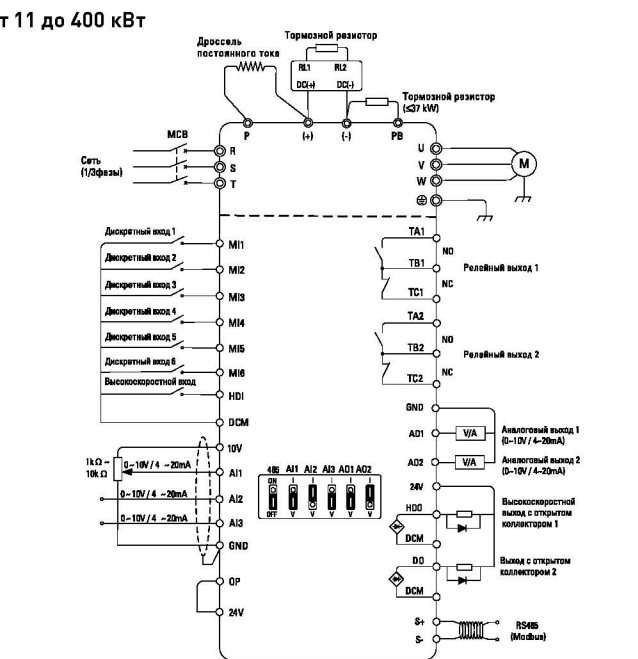 т 11 до 400 кВт
Дроссель
постоянного тока
Тормозной резистор
RL1 RL2
DC(+) DC(-)
Тормозной резистор
(≤37 kW)
P (+) (-) PB
MCB
Сеть
(1/3фазы)
R
S
T
U
V
W
M
Дискретный вход 1
MI1
Дискретный вход 2
MI2
Дискретный вход 3
MI3
Дискретный вход 4
MI4
Дискретный вход 5
MI5
Дискретный вход 6
MI6
Высокоскоростной вход
HDI
DCM
TA1
NO
TB1
Релейный выход 1
NC
TC1
TA2
NO
TB2
Релейный выход 2
NC
TC2
10V
1kΩ ~
10kΩ
0~10V / 4 ~20mA
AI1
0~10V / 4 ~20mA
AI2
0~10V / 4 ~20mA
AI3
GND
OP
24V
485 AI1 AI2 AI3 AO1 AO2
ON I I I I I
OFF V V V V V
GND
AO1
V/A
Аналоговый выход 1
(0~10V / 4~20mA)
AO2
V/A
Аналоговый выход 2
(0~10V / 4~20mA)
24V
HDO
DCM
Высокоскоростной
выход с открытом
коллектором 1
DO
DCM
Выход с открытом
коллектором 2
S+
S-
RS485
(Modbus)